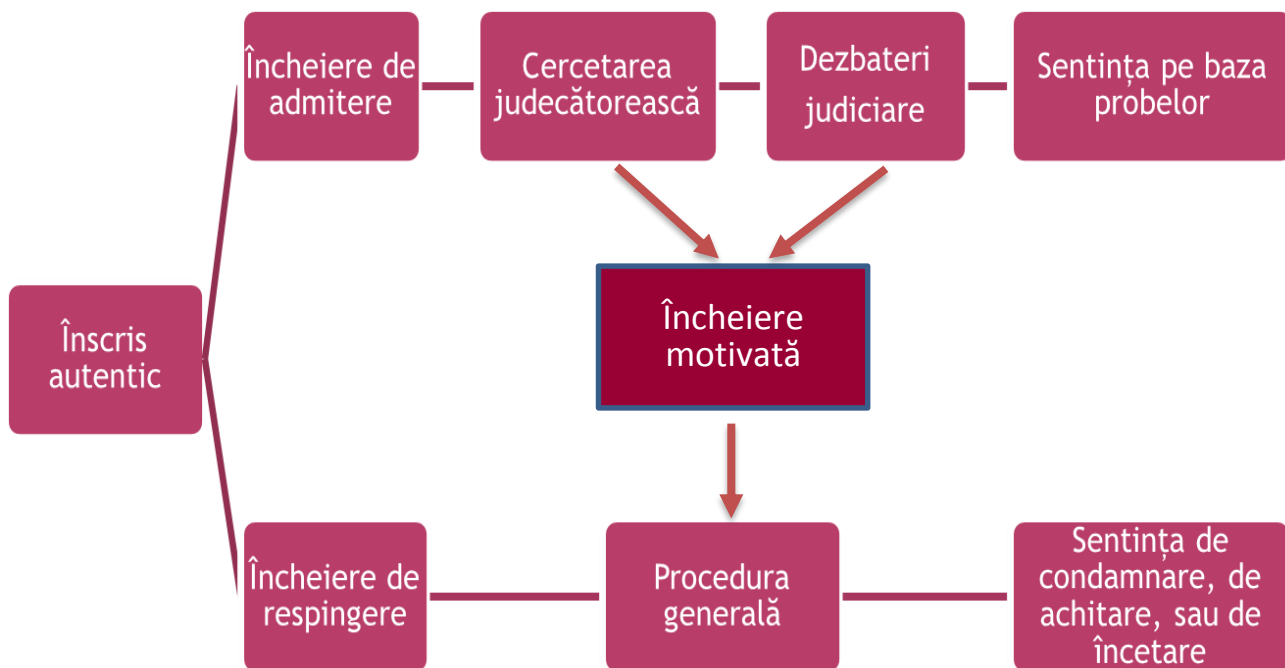 Încheiere de
admitere
Cercetarea
judecătorească
Dezbateri
judiciare
Sentința pe baza
probelor
Încheiere
motivată
Înscris
autentic
Încheiere de
respingere
Procedura
generală
Sentința de
condamnare, de
achitare, sau de
încetare